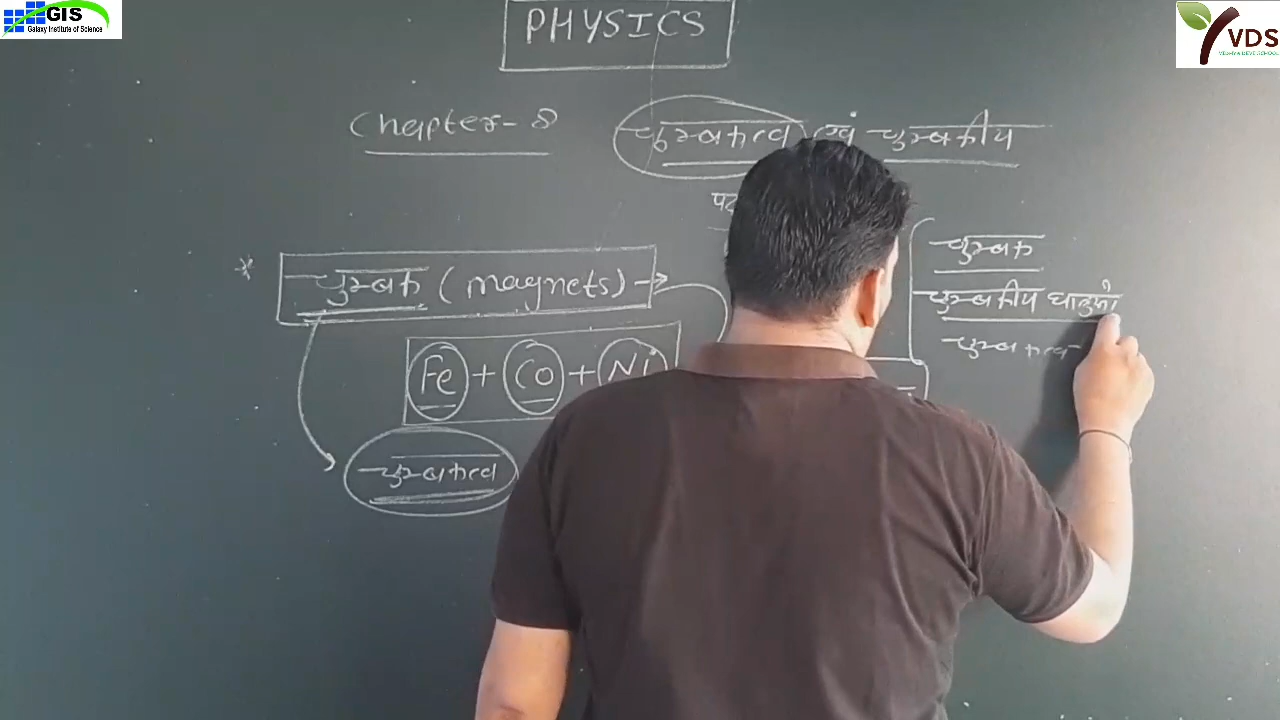 GIS
Galaxy Institute of Science
VDS
PHYSICS
Chapter-8
चुम्बकत्व एवं चुम्बकीय
* चुम्बक (magnets) →
Fe + Co + Ni
चुम्बकत्व
चुम्बक
चुम्बकीय धातुओं
चुम्बकत्व